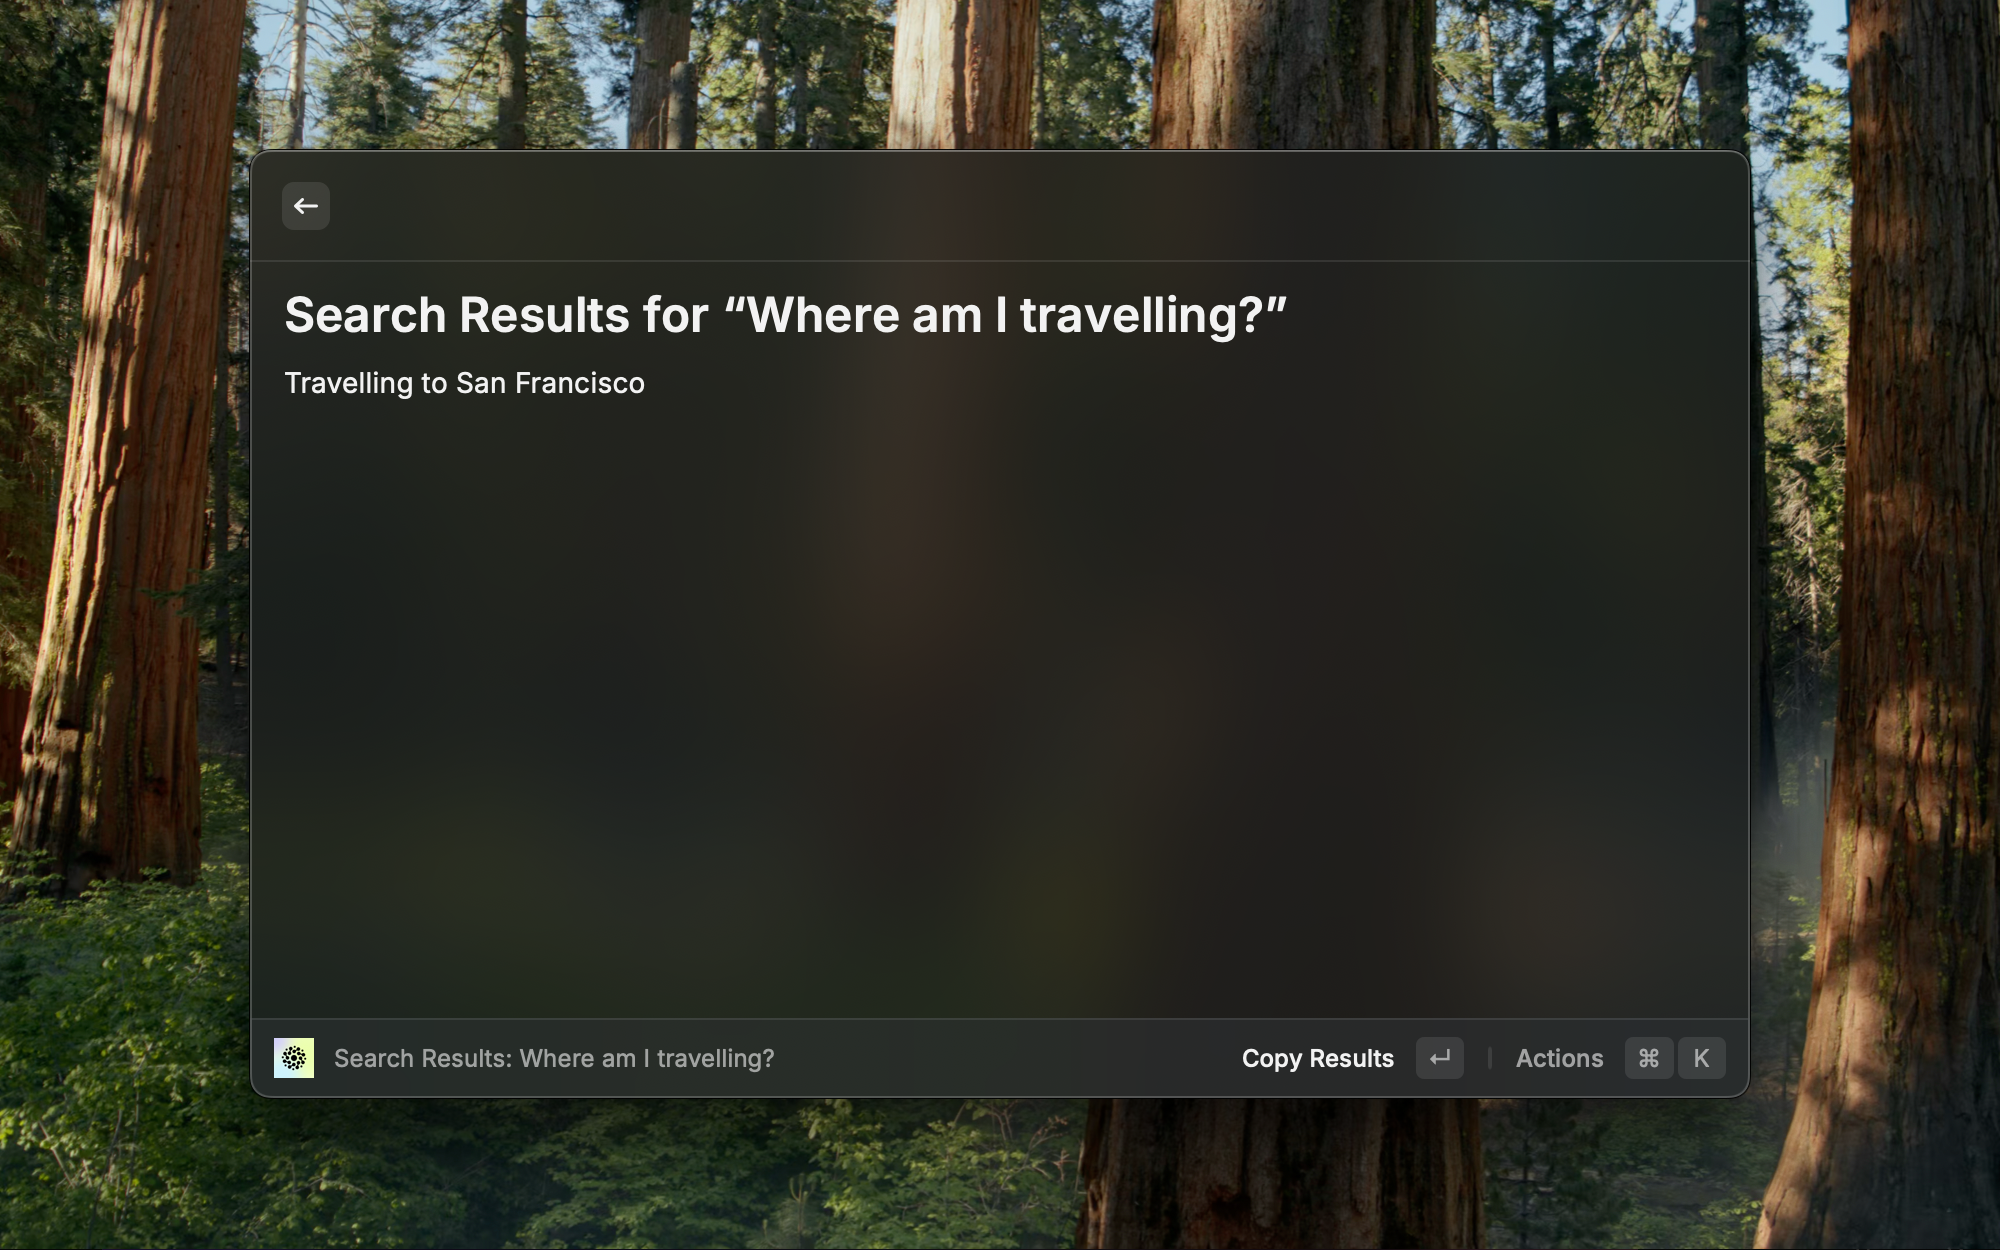 Search Results for “Where am I travelling?”
Travelling to San Francisco
Search Results: Where am I travelling?
Copy Results ↵
Actions ⌘ K